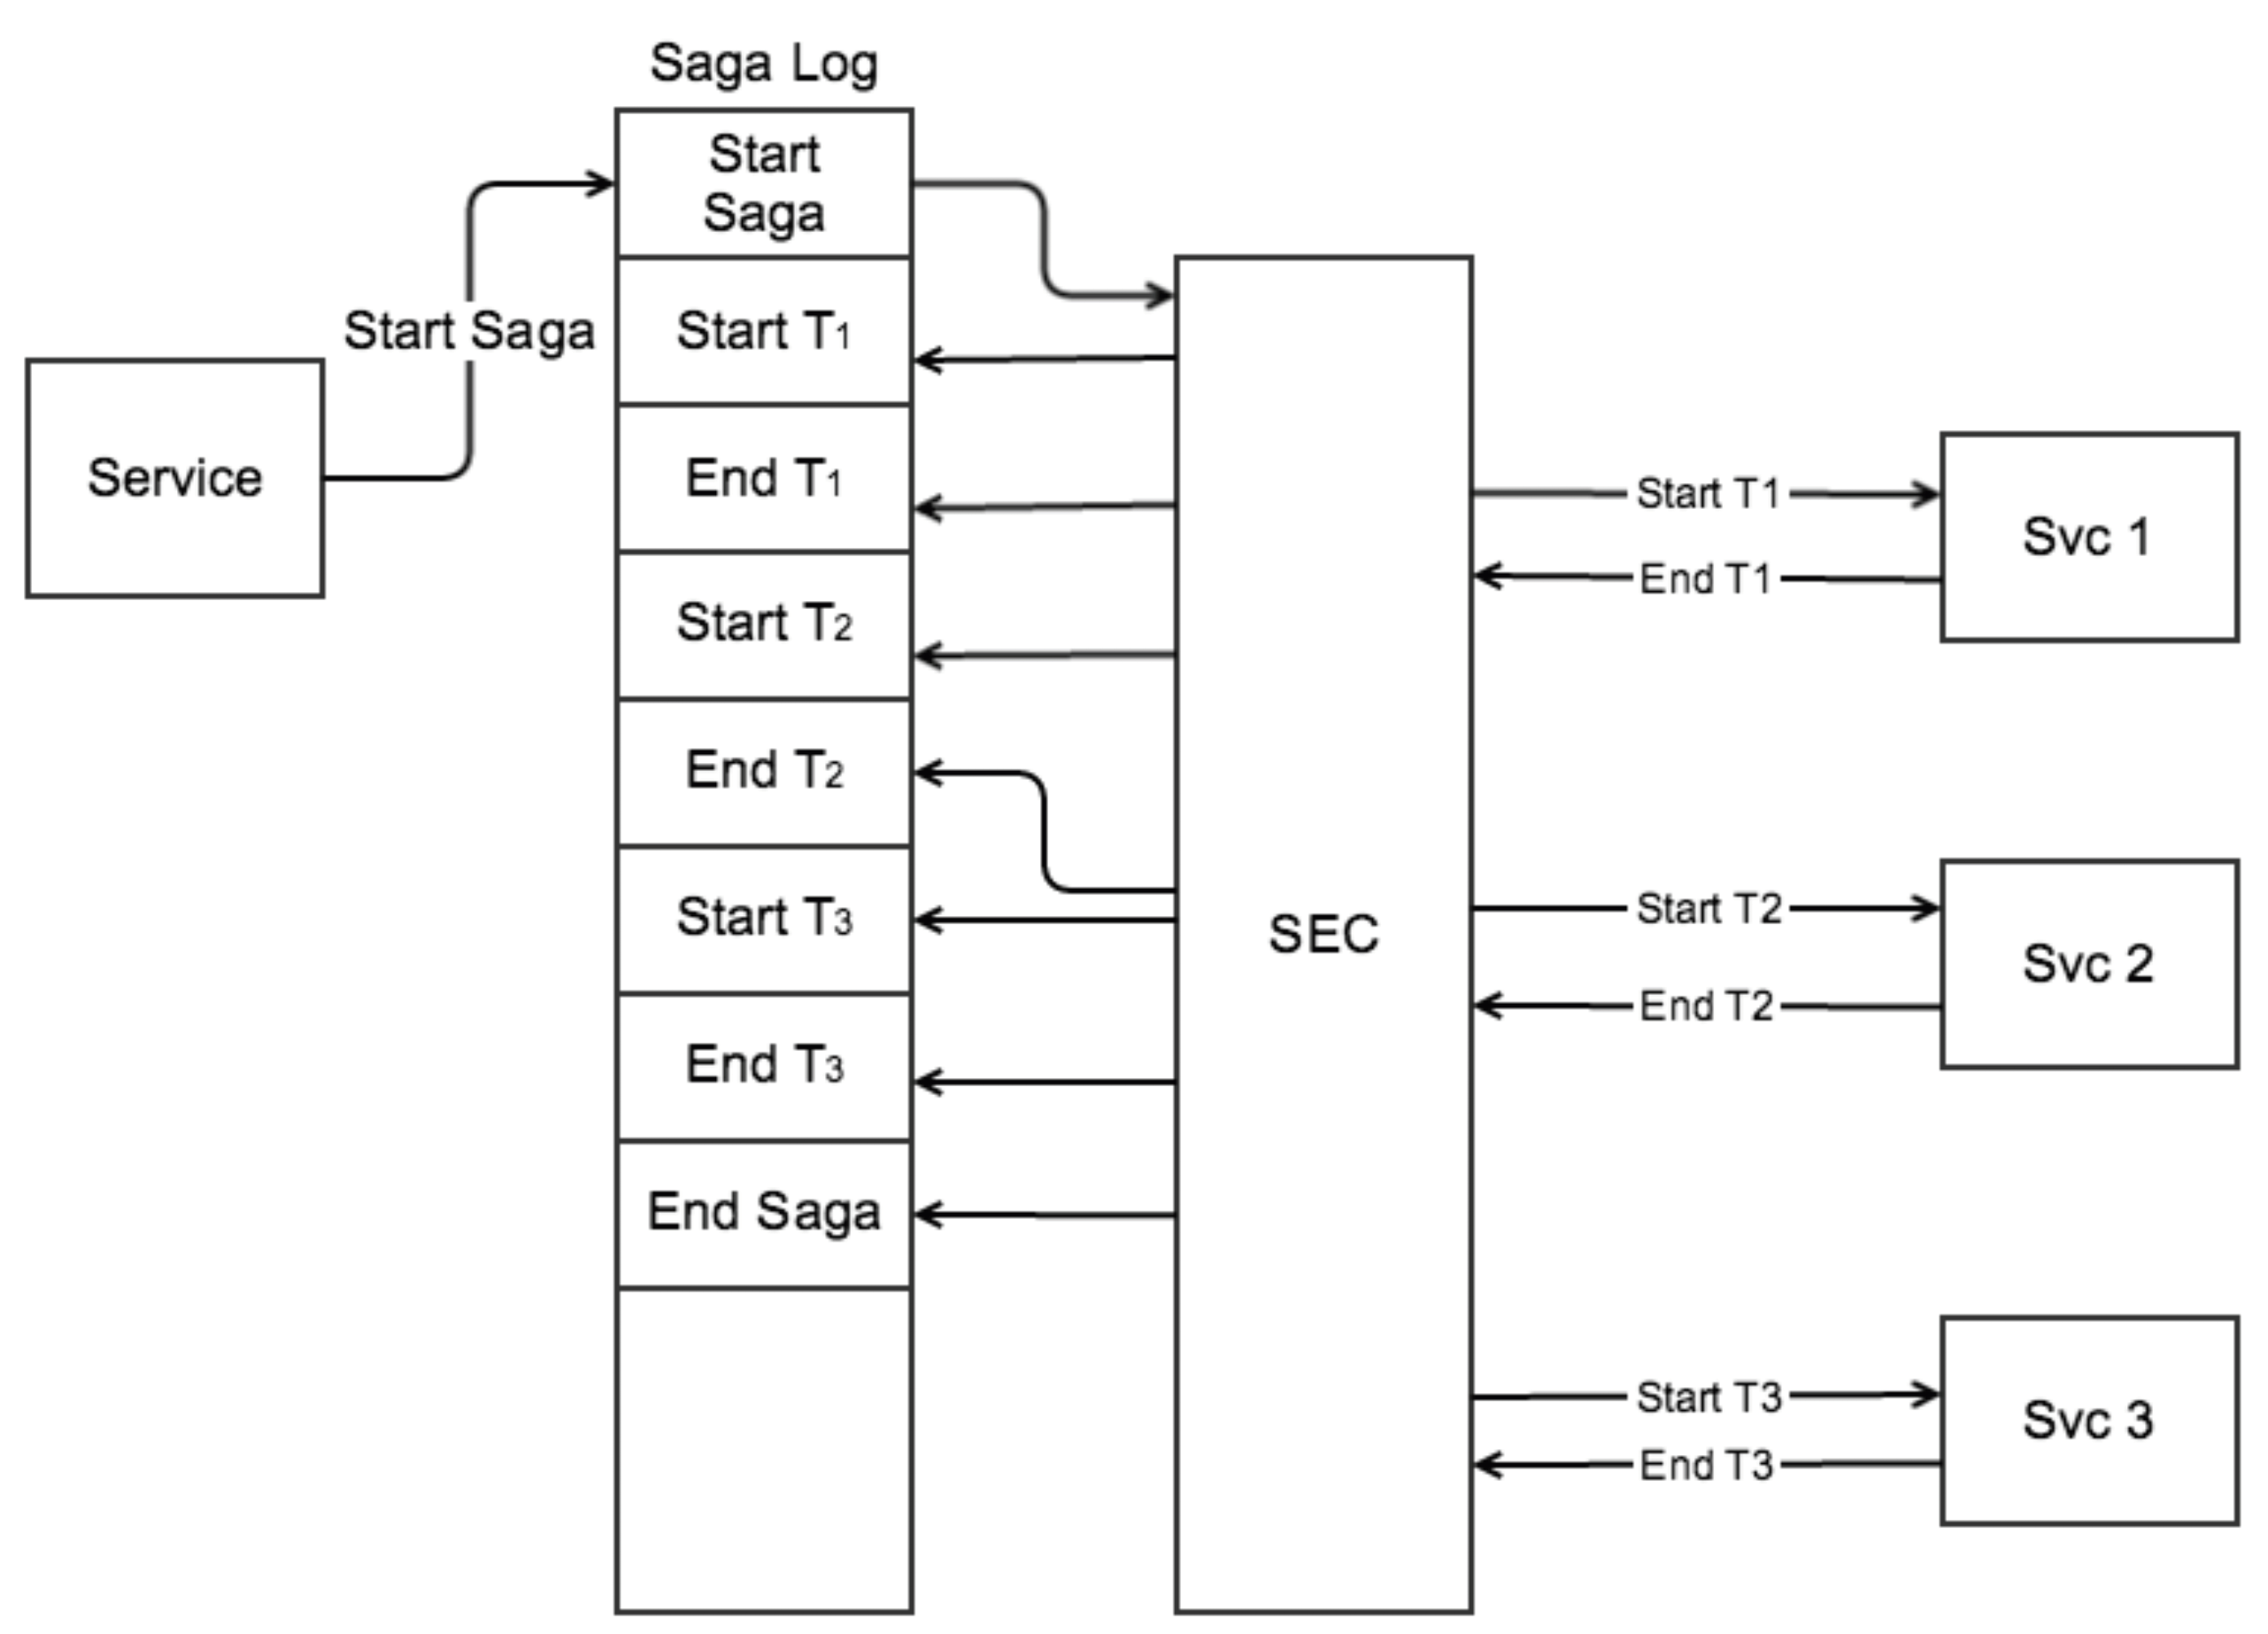 Saga Log
Start
Saga
Start Saga
Service
Start T1
End T1
Start T2
End T2
Start T3
End T3
End Saga
SEC
Start T1
End T1
Svc 1
Start T2
End T2
Svc 2
Start T3
End T3
Svc 3